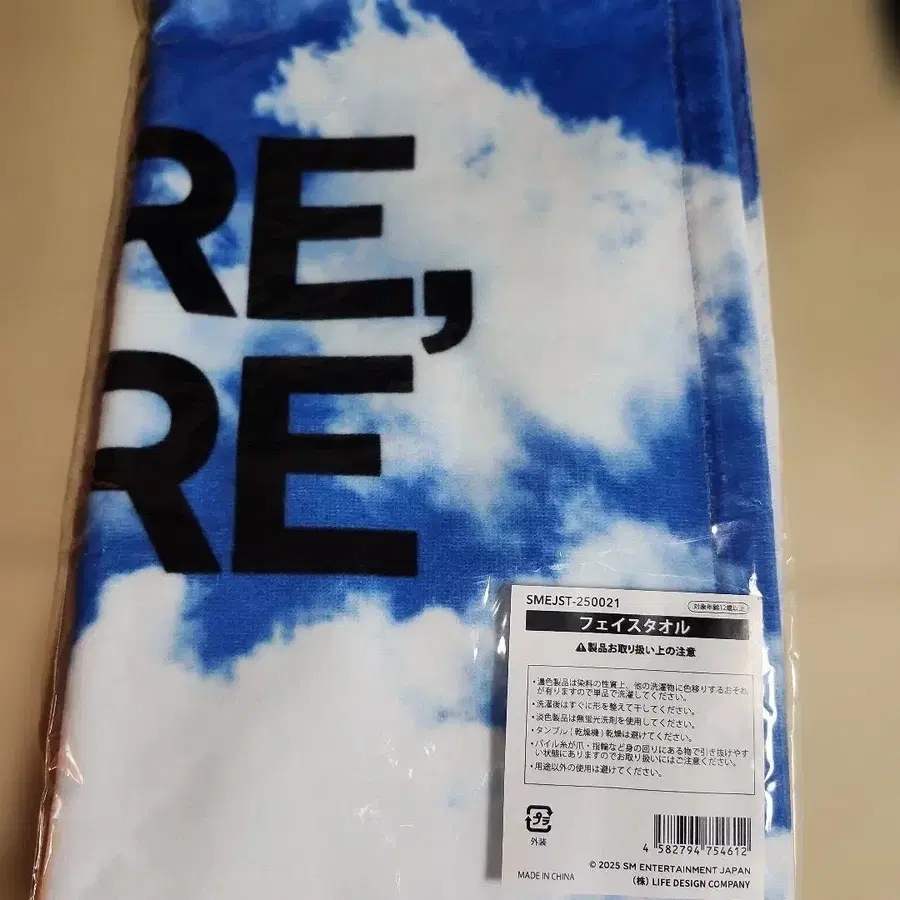 RE,
RE
SMEJST-250021
対象年齢12歳以上
フェイスタオル
⚠製品お取り扱い上の注意
・濃色製品は染料の性質上、他の洗濯物に色移りするおそれ
が有りますので単品で洗濯してください。
・洗濯後はすぐに形を整えて干してください。
・淡色製品は無蛍光洗剤を使用してください。
・タンブル(乾燥機)乾燥は避けてください。
・パイル糸が爪・指輪など身の回りにある物で引き抜けやす
い状態にありますのでお取り扱いにはご注意ください。
・用途以外の使用は避けてください。
プラ
外装
4 582794 754612
© 2025 SM ENTERTAINMENT JAPAN
MADE IN CHINA
(株) LIFE DESIGN COMPANY